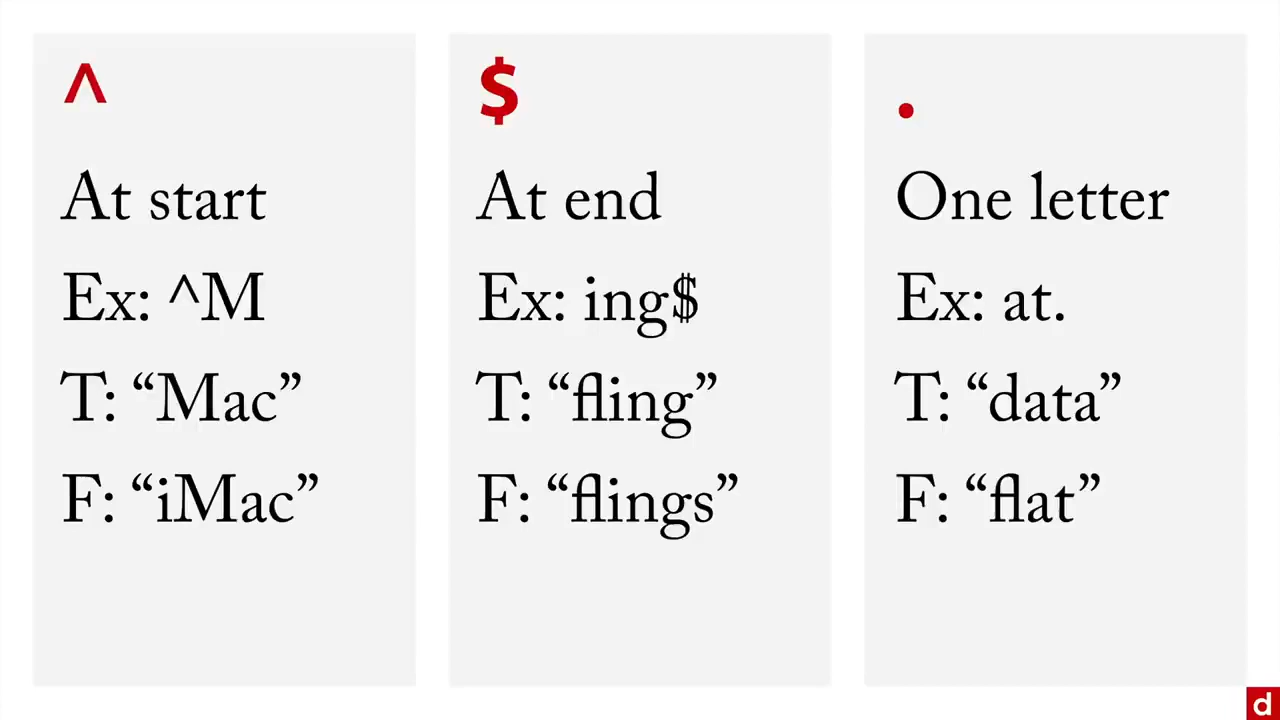 ^
At start
Ex: ^M
T: “Mac”
F: “iMac”
$
At end
Ex: ing$
T: “fling”
F: “flings”
.
One letter
Ex: at.
T: “data”
F: “flat”
d